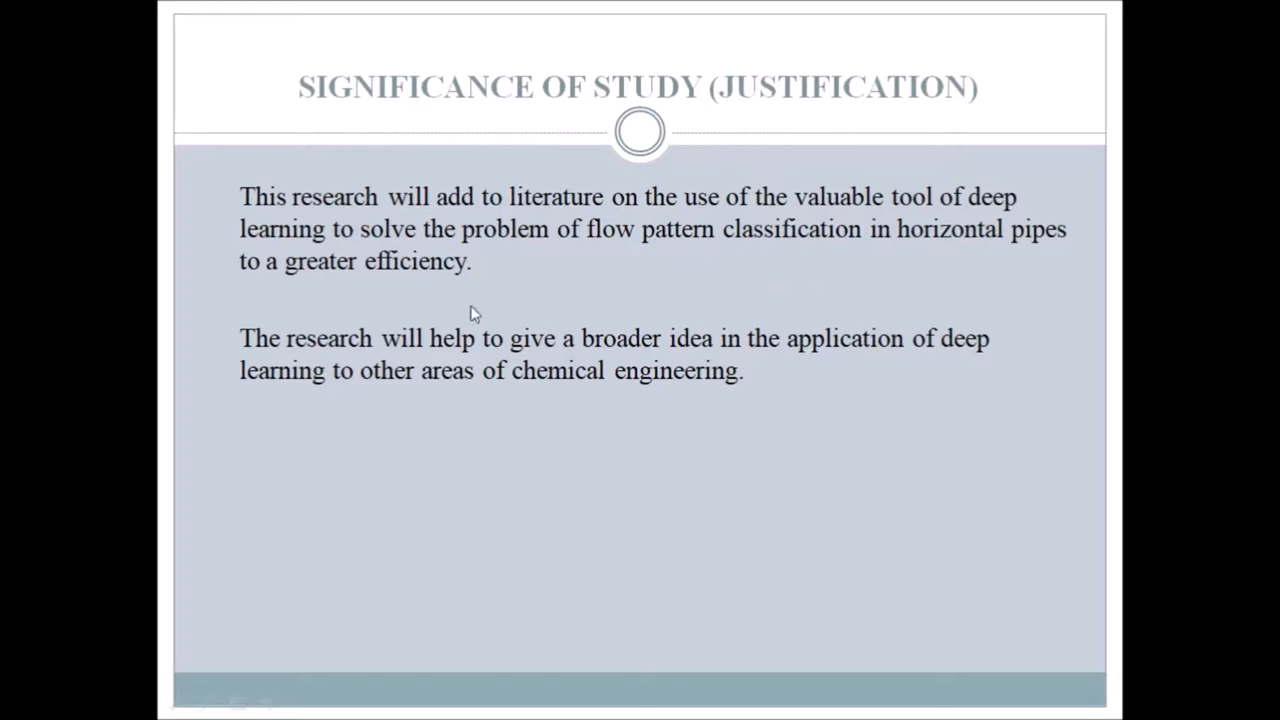 SIGNIFICANCE OF STUDY (JUSTIFICATION)
This research will add to literature on the use of the valuable tool of deep
learning to solve the problem of flow pattern classification in horizontal pipes
to a greater efficiency.
The research will help to give a broader idea in the application of deep
learning to other areas of chemical engineering.